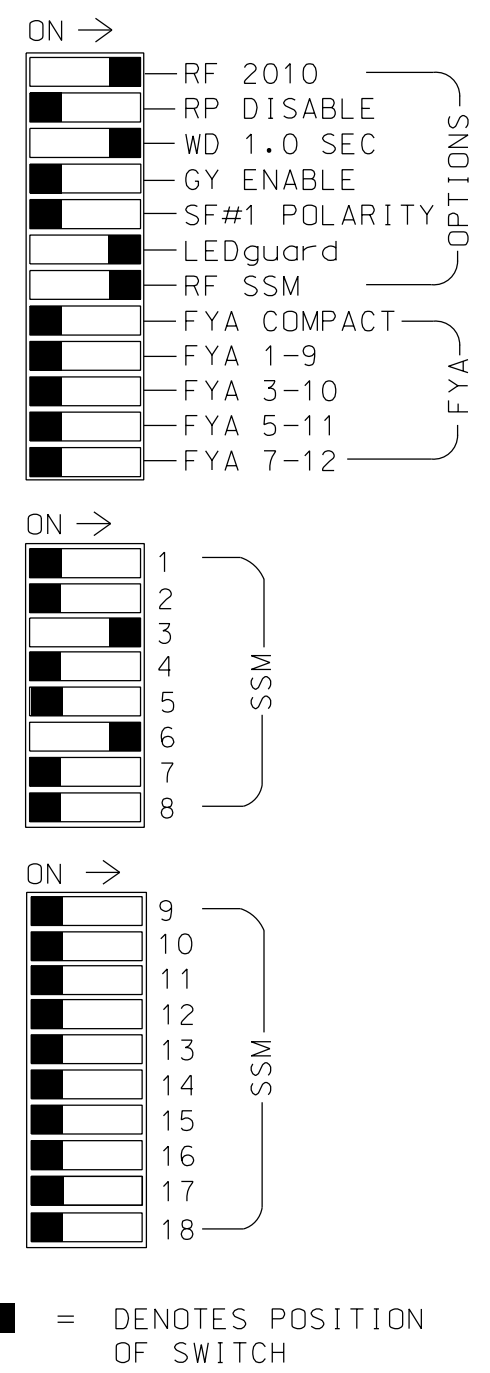 ON →
RF 2010
RP DISABLE
WD 1.0 SEC
GY ENABLE
SF#1 POLARITY
LEDguard
RF SSM
OPTIONS
FYA COMPACT
FYA 1-9
FYA 3-10
FYA 5-11
FYA 7-12
FYA
ON →
1
2
3
4
5
6
7
8
SSM
ON →
9
10
11
12
13
14
15
16
17
18
SSM
= DENOTES POSITION
OF SWITCH